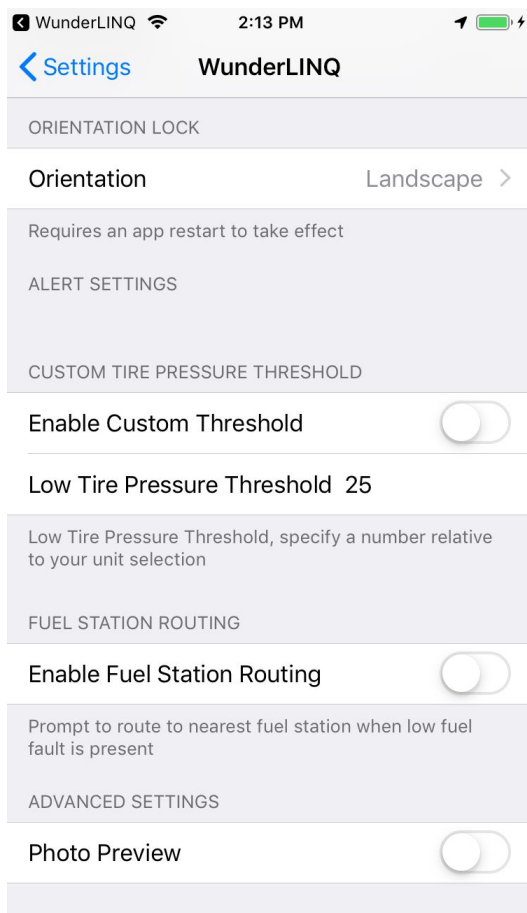 WunderLINQ 2:13 PM
Settings WunderLINQ
ORIENTATION LOCK
Orientation Landscape
Requires an app restart to take effect
ALERT SETTINGS
CUSTOM TIRE PRESSURE THRESHOLD
Enable Custom Threshold
Low Tire Pressure Threshold 25
Low Tire Pressure Threshold, specify a number relative
to your unit selection
FUEL STATION ROUTING
Enable Fuel Station Routing
Prompt to route to nearest fuel station when low fuel
fault is present
ADVANCED SETTINGS
Photo Preview